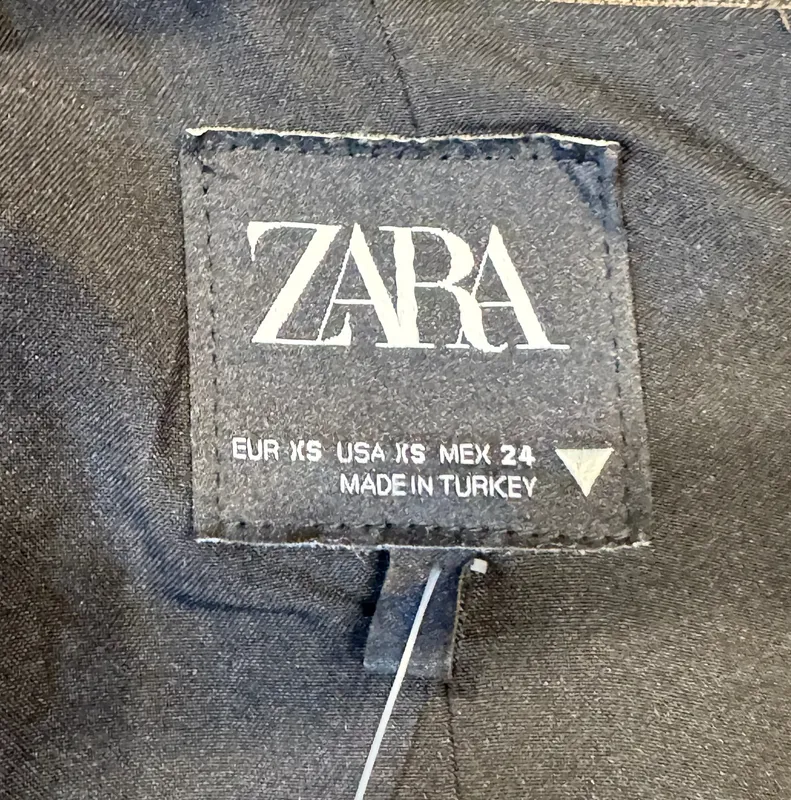 ZARA
EUR XS USA XS MEX 24
MADE IN TURKEY